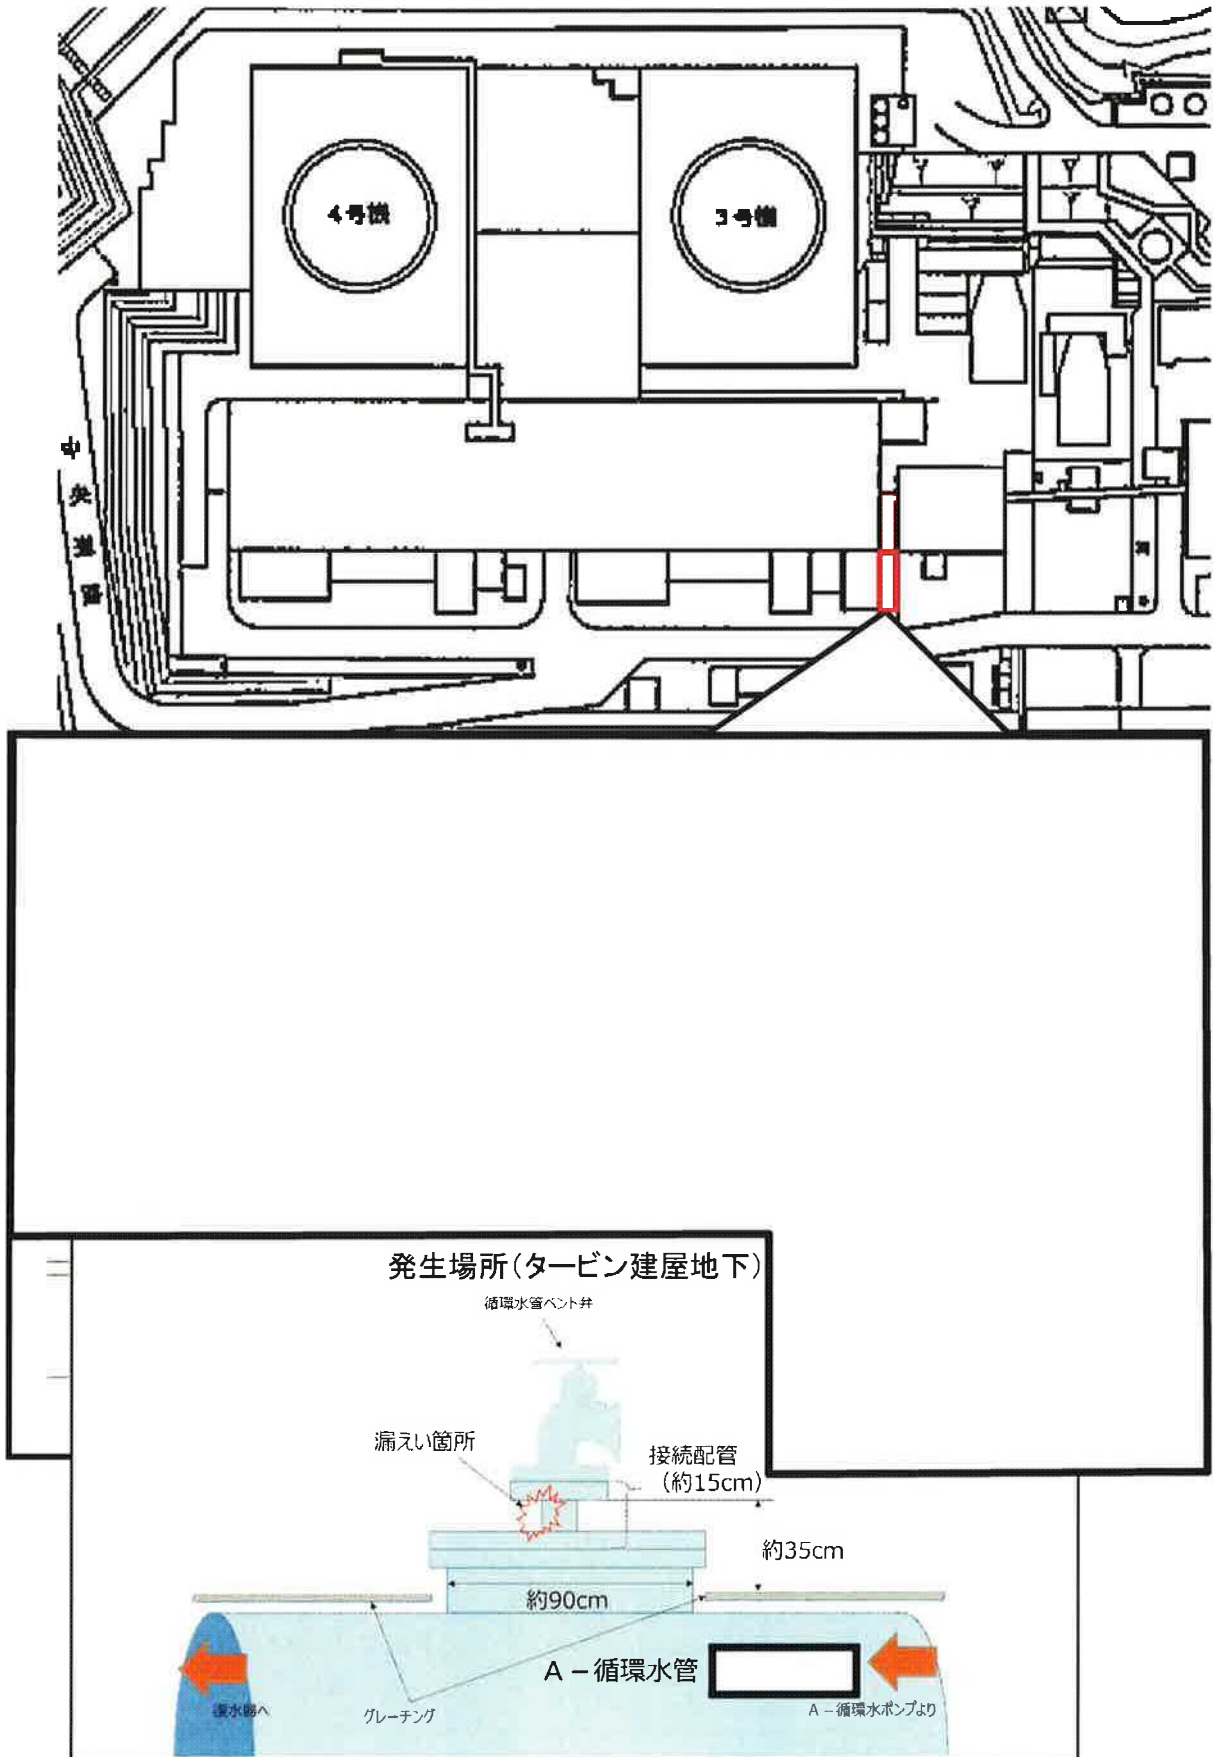 4号機
3号機
中央道路
発生場所(タービン建屋地下)
循環水管ベント弁
漏えい箇所
接続配管
(約15cm)
約35cm
約90cm
A－循環水管
復水器へ
グレーチング
A－循環水ポンプより